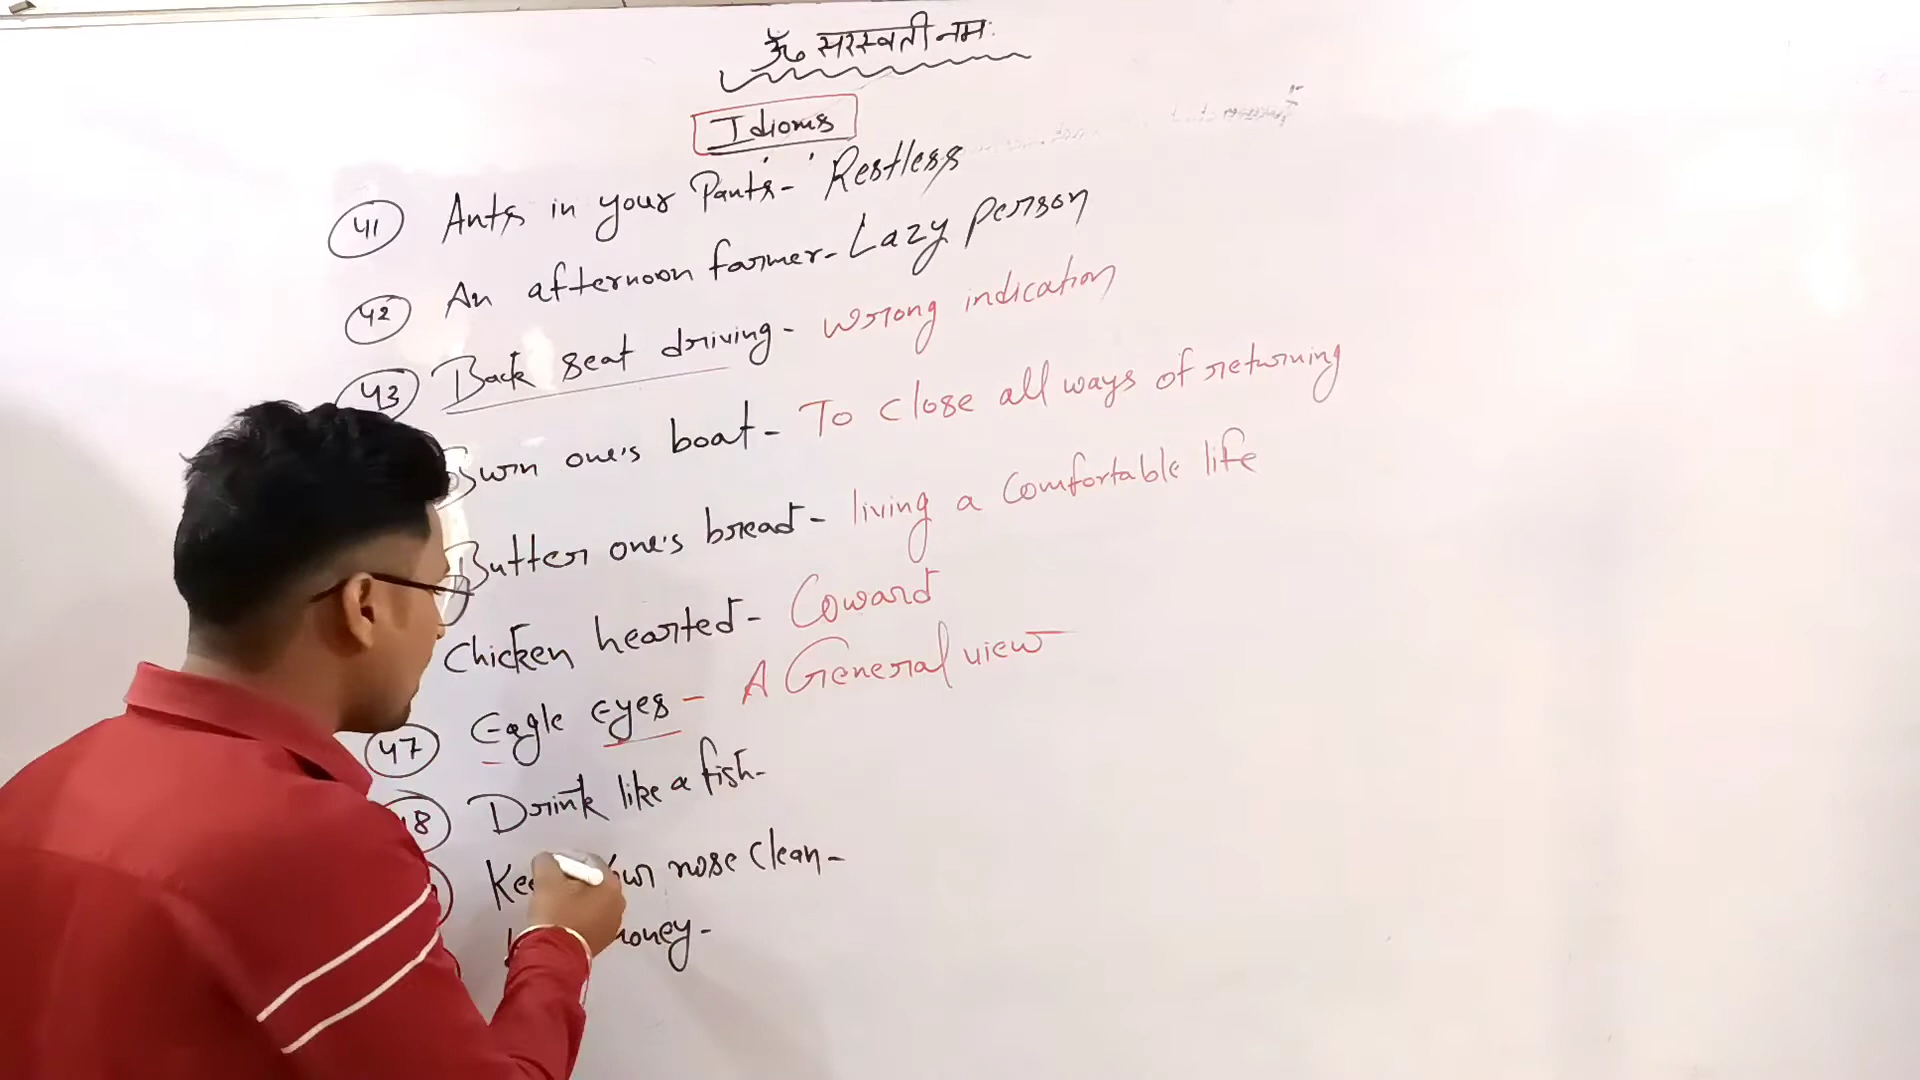 ॐ सरस्वती नमः
Idioms
41 Ants in your Pants - Restless
42 An afternoon farmer - Lazy person
43 Back seat driving - Wrong indication
Burn one's boat - To close all ways of returning
Butter one's bread - living a comfortable life
Chicken hearted - Coward
47 Eagle Eyes - A General view
48 Drink like a fish -
nose clean -